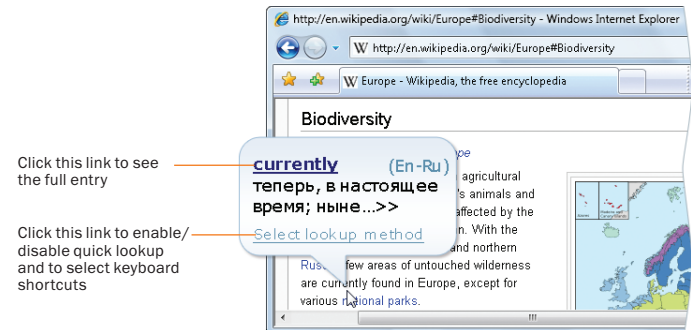 http://en.wikipedia.org/wiki/Europe#Biodiversity - Windows Internet Explorer
W http://en.wikipedia.org/wiki/Europe#Biodiversity
W Europe - Wikipedia, the free encyclopedia
Biodiversity
Click this link to see
the full entry
currently (En-Ru)
теперь, в настоящее
время; ныне...>>
Select lookup method
Click this link to enable/
disable quick lookup
and to select keyboard
shortcuts
agricultural
's animals and
affected by the
n. With the
and northern
few areas of untouched wilderness
are currently found in Europe, except for
various national parks.